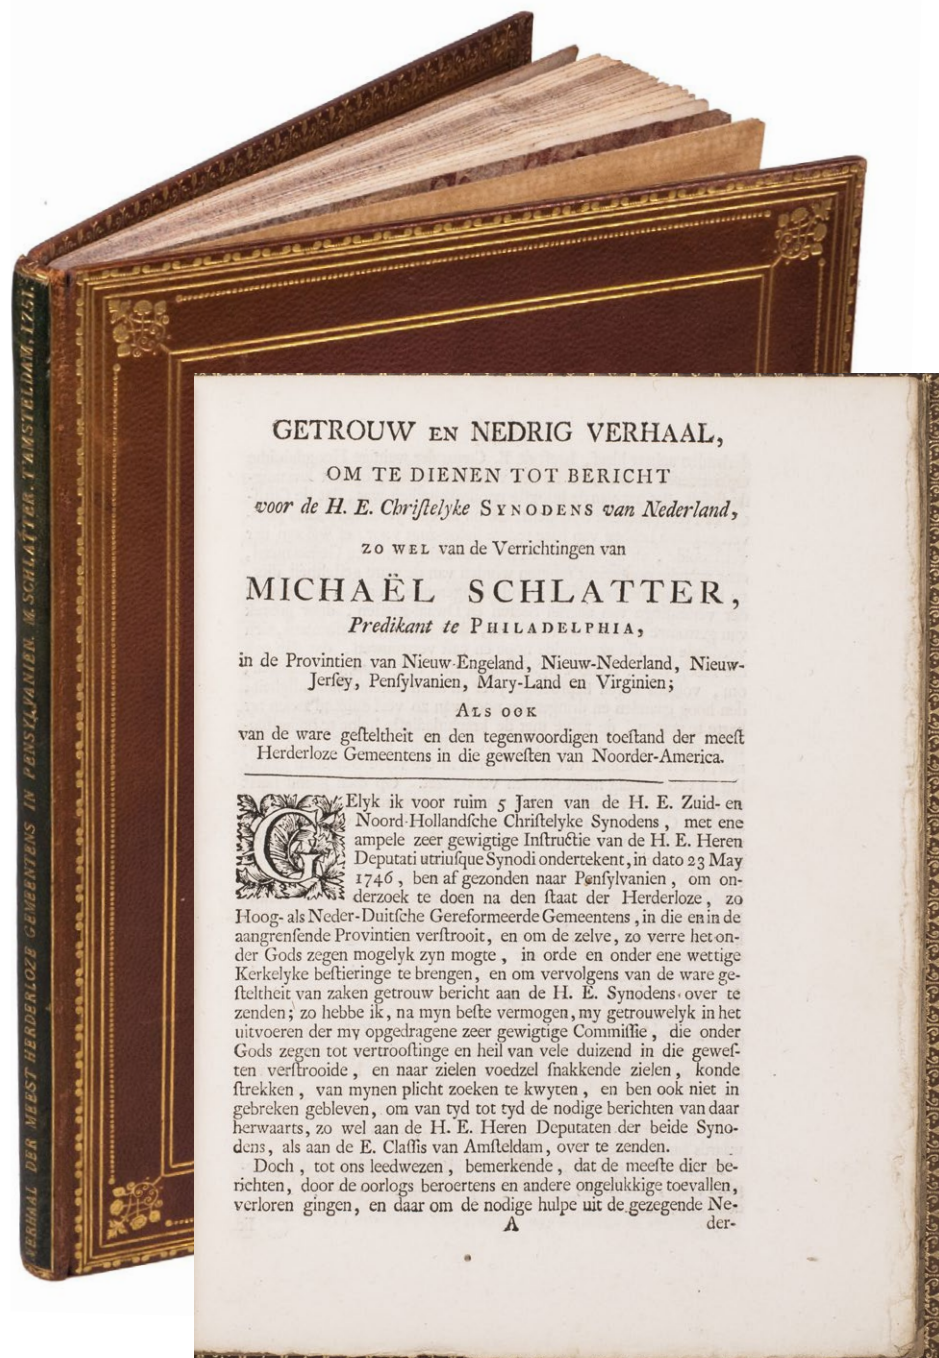 VERHAAL DER MEEST HERDERLOZE GEMEENTENS IN PENSYLVANIEN. M. SCHLATTER. T'AMSTELDAM, 1751.
GETROUW EN NEDRIG VERHAAL,
OM TE DIENEN TOT BERICHT
voor de H. E. Chriſtelyke SYNODENS van Nederland,
ZO WEL van de Verrichtingen van
MICHAËL SCHLATTER,
Predikant te PHILADELPHIA,
in de Provintien van Nieuw-Engeland, Nieuw-Nederland, Nieuw-
Jerſey, Penſylvanien, Mary-Land en Virginien;
ALS OOK
van de ware geſteltheit en den tegenwoordigen toeſtand der meeſt
Herderloze Gemeentens in die geweſten van Noorder-America.
GElyk ik voor ruim 5 Jaren van de H. E. Zuid- en
Noord-Hollandſche Chriſtelyke Synodens, met ene
ampele zeer gewigtige Inſtructie van de H. E. Heren
Deputati utriuſque Synodi ondertekent, in dato 23 May
1746, ben af gezonden naar Penſylvanien, om on-
derzoek te doen na den ſtaat der Herderloze, zo
Hoog- als Neder-Duitſche Gereformeerde Gemeentens, in die en in de
aangrenſende Provintien verſtrooit, en om de zelve, zo verre het on-
der Gods zegen mogelyk zyn mogte, in orde en onder ene wettige
Kerkelyke beſtieringe te brengen, en om vervolgens van de ware ge-
ſteltheit van zaken getrouw bericht aan de H. E. Synodens over te
zenden; zo hebbe ik, na myn beſte vermogen, my getrouwelyk in het
uitvoeren der my opgedragene zeer gewigtige Commiſſie, die onder
Gods zegen tot vertrooſtinge en heil van vele duizend in die geweſ-
ten verſtrooide, en naar zielen voedzel ſnakkende zielen, konde
ſtrekken, van mynen plicht zoeken te kwyten, en ben ook niet in
gebreken gebleven, om van tyd tot tyd de nodige berichten van daar
herwaarts, zo wel aan de H. E. Heren Deputaten der beide Syno-
dens, als aan de E. Claſſis van Amſteldam, over te zenden.
Doch, tot ons leedwezen, bemerkende, dat de meeſte dier be-
richten, door de oorlogs beroertens en andere ongelukkige toevallen,
verloren gingen, en daar om de nodige hulpe uit de gezegende Ne-
A der-